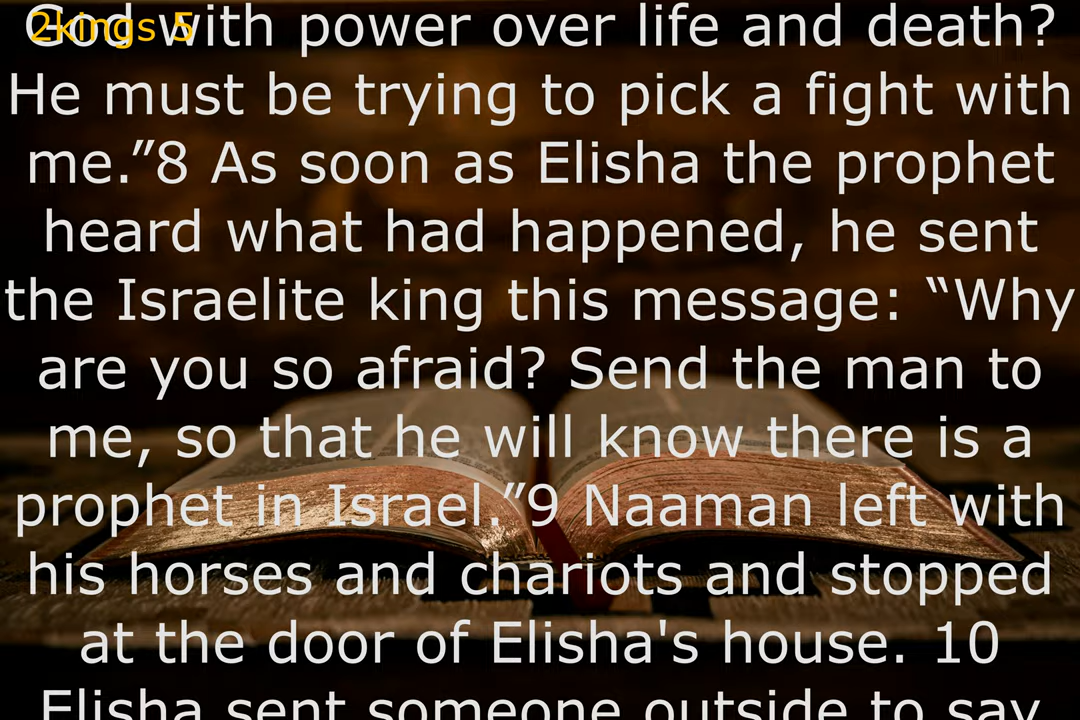 2kings 5
God with power over life and death?
He must be trying to pick a fight with
me.”8 As soon as Elisha the prophet
heard what had happened, he sent
the Israelite king this message: “Why
are you so afraid? Send the man to
me, so that he will know there is a
prophet in Israel.”9 Naaman left with
his horses and chariots and stopped
at the door of Elisha's house. 10
Elisha sent someone outside to say